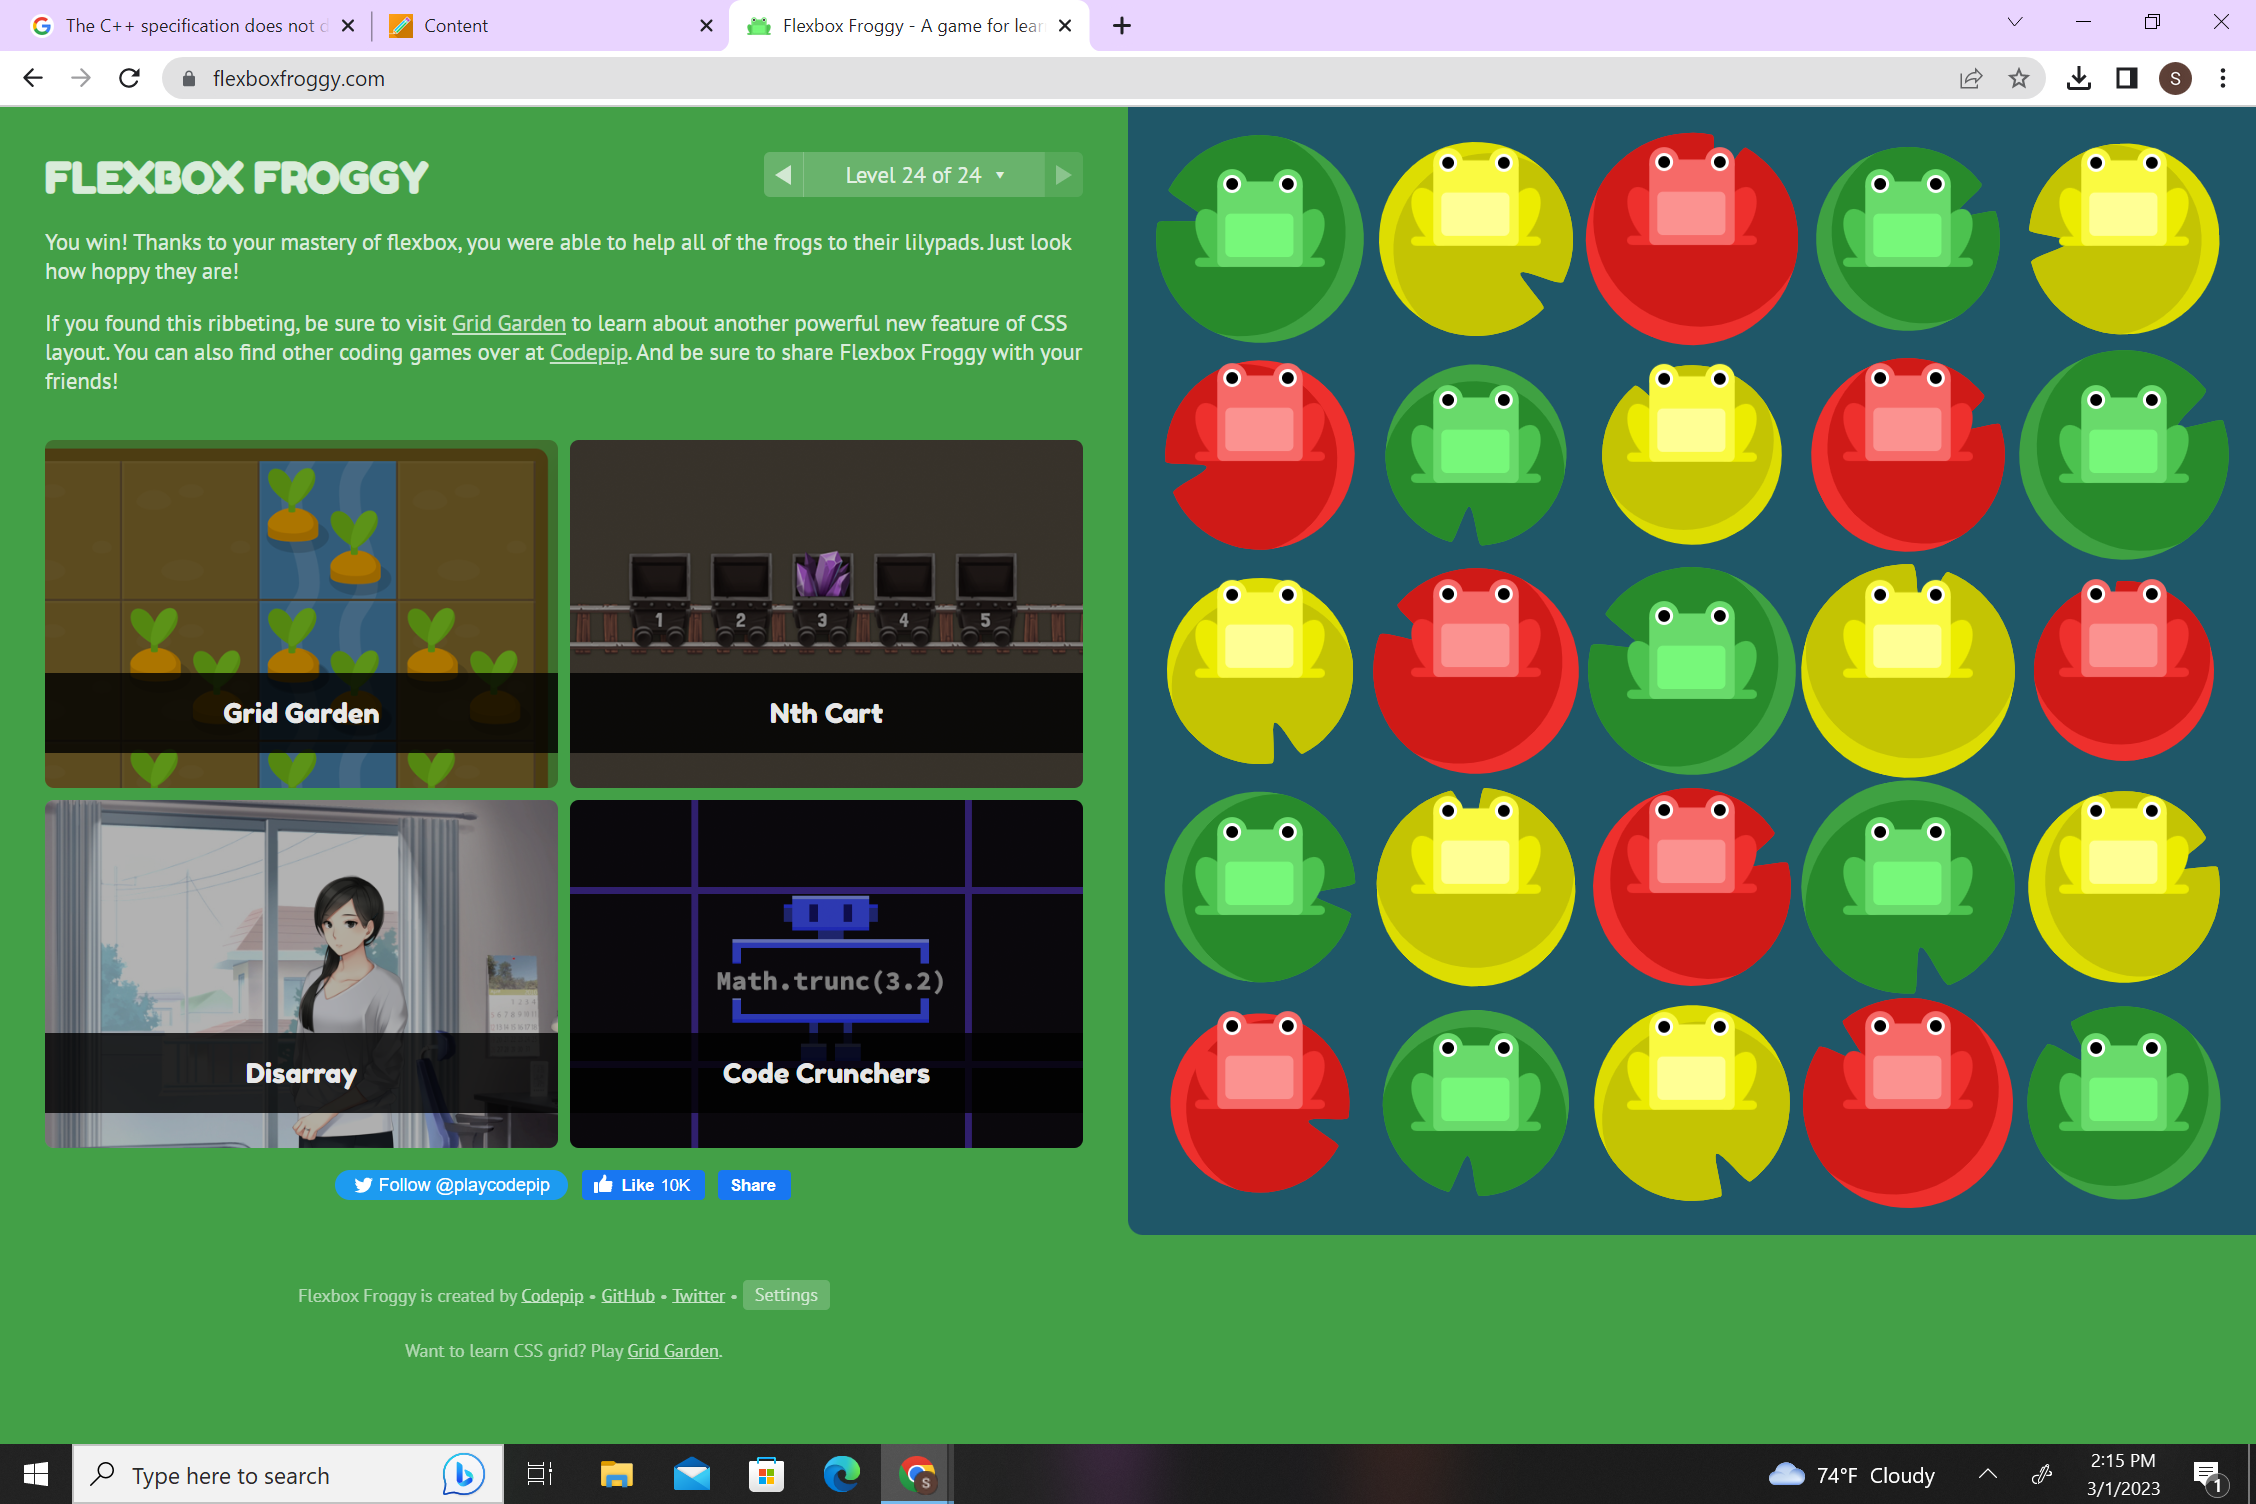 The C++ specification does not d
Content
Flexbox Froggy - A game for lear
flexboxfroggy.com
S
FLEXBOX FROGGY
Level 24 of 24
You win! Thanks to your mastery of flexbox, you were able to help all of the frogs to their lilypads. Just look
how hoppy they are!
If you found this ribbeting, be sure to visit Grid Garden to learn about another powerful new feature of CSS
layout. You can also find other coding games over at Codepip. And be sure to share Flexbox Froggy with your
friends!
1 2 3 4 5
Grid Garden
Nth Cart
Math.trunc(3.2)
Disarray
Code Crunchers
Follow @playcodepip
Like 10K
Share
Flexbox Froggy is created by Codepip • GitHub • Twitter • Settings
Want to learn CSS grid? Play Grid Garden.
Type here to search
S
74°F Cloudy
2:15 PM
3/1/2023
1